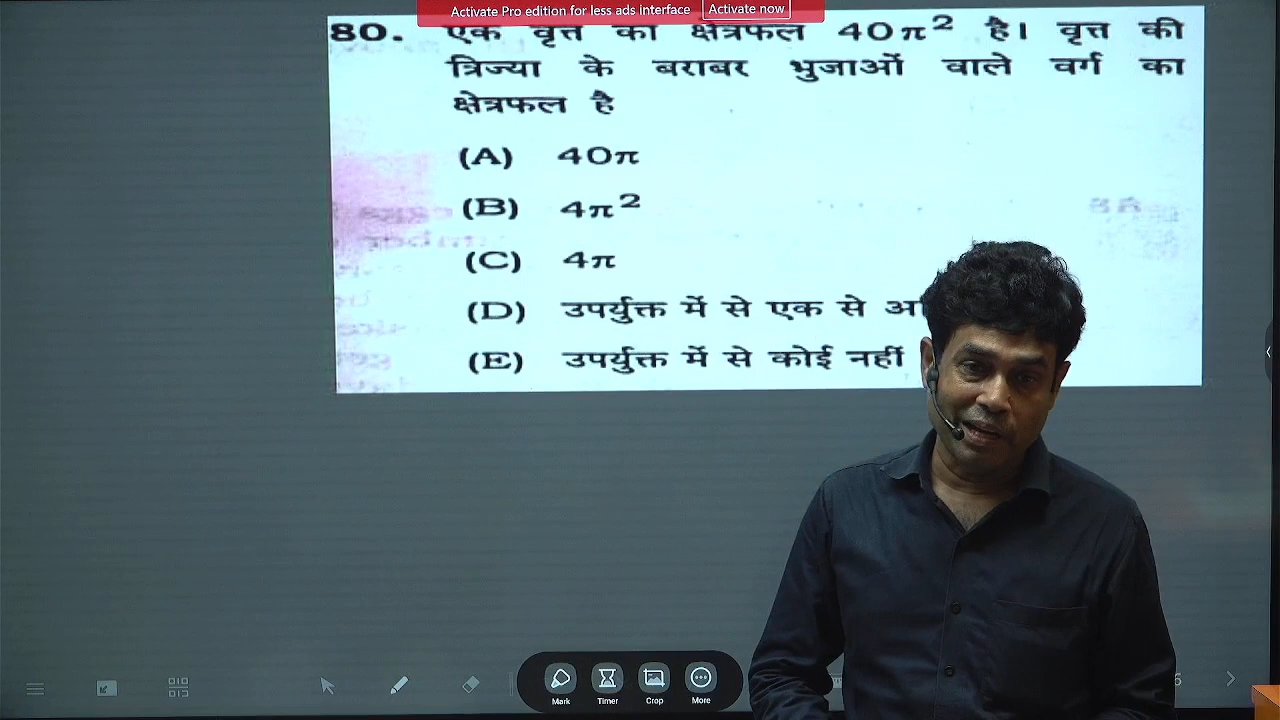 Activate Pro edition for less ads interface Activate now
80. एक वृत्त का क्षेत्रफल 40π² है। वृत्त की
त्रिज्या के बराबर भुजाओं वाले वर्ग का
क्षेत्रफल है
(A) 40π
(B) 4π²
(C) 4π
(D) उपर्युक्त में से एक से
(E) उपर्युक्त में से कोई नहीं
Mark Timer Crop More